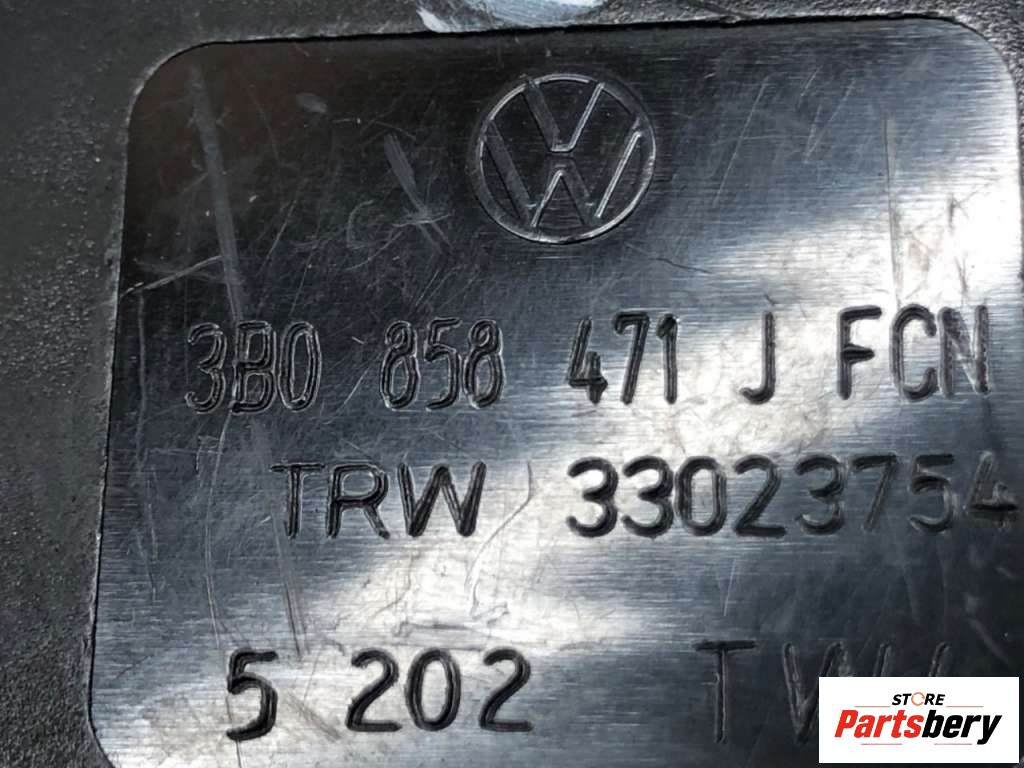 3B0 858 471 J FCN
TRW 33023754
5 202
STORE
Partsbery